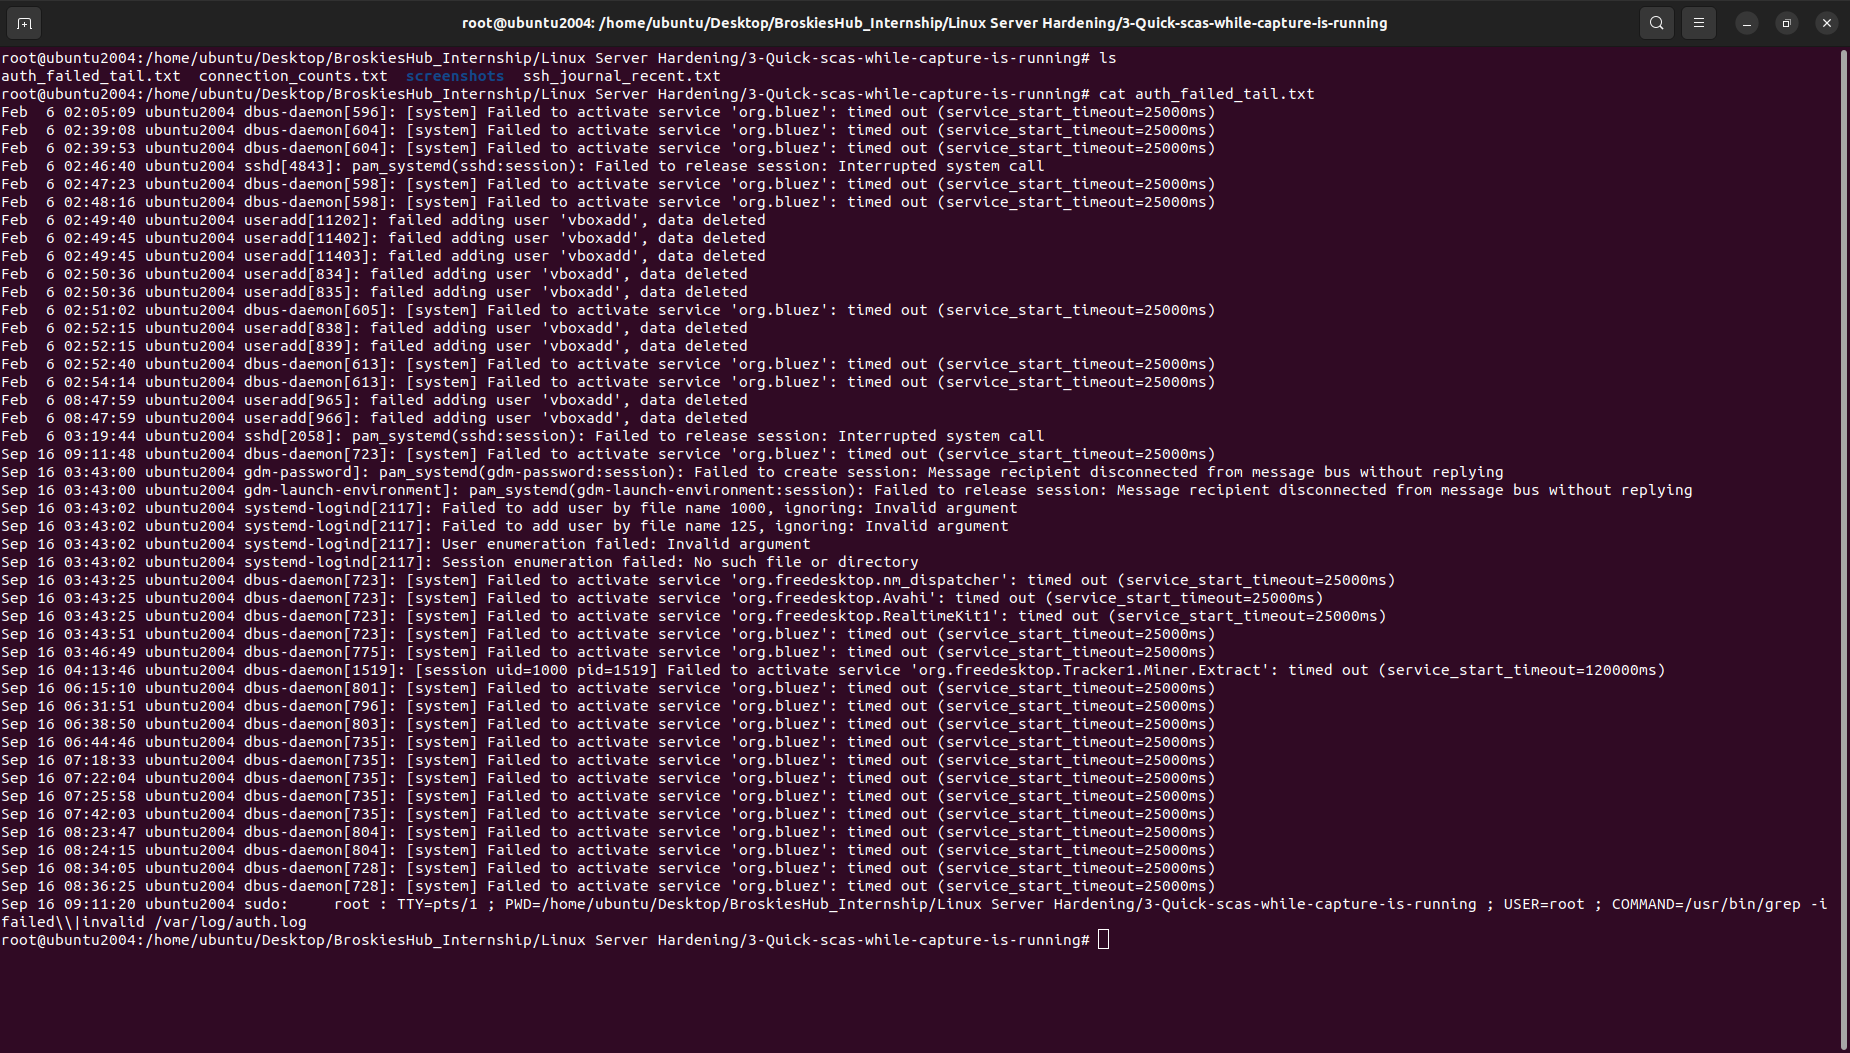 root@ubuntu2004: /home/ubuntu/Desktop/BroskiesHub_Internship/Linux Server Hardening/3-Quick-scas-while-capture-is-running
root@ubuntu2004:/home/ubuntu/Desktop/BroskiesHub_Internship/Linux Server Hardening/3-Quick-scas-while-capture-is-running# ls
auth_failed_tail.txt  connection_counts.txt  screenshots  ssh_journal_recent.txt
root@ubuntu2004:/home/ubuntu/Desktop/BroskiesHub_Internship/Linux Server Hardening/3-Quick-scas-while-capture-is-running# cat auth_failed_tail.txt
Feb  6 02:05:09 ubuntu2004 dbus-daemon[596]: [system] Failed to activate service 'org.bluez': timed out (service_start_timeout=25000ms)
Feb  6 02:39:08 ubuntu2004 dbus-daemon[604]: [system] Failed to activate service 'org.bluez': timed out (service_start_timeout=25000ms)
Feb  6 02:39:53 ubuntu2004 dbus-daemon[604]: [system] Failed to activate service 'org.bluez': timed out (service_start_timeout=25000ms)
Feb  6 02:46:40 ubuntu2004 sshd[4843]: pam_systemd(sshd:session): Failed to release session: Interrupted system call
Feb  6 02:47:23 ubuntu2004 dbus-daemon[598]: [system] Failed to activate service 'org.bluez': timed out (service_start_timeout=25000ms)
Feb  6 02:48:16 ubuntu2004 dbus-daemon[598]: [system] Failed to activate service 'org.bluez': timed out (service_start_timeout=25000ms)
Feb  6 02:49:40 ubuntu2004 useradd[11202]: failed adding user 'vboxadd', data deleted
Feb  6 02:49:45 ubuntu2004 useradd[11402]: failed adding user 'vboxadd', data deleted
Feb  6 02:49:45 ubuntu2004 useradd[11403]: failed adding user 'vboxadd', data deleted
Feb  6 02:50:36 ubuntu2004 useradd[834]: failed adding user 'vboxadd', data deleted
Feb  6 02:50:36 ubuntu2004 useradd[835]: failed adding user 'vboxadd', data deleted
Feb  6 02:51:02 ubuntu2004 dbus-daemon[605]: [system] Failed to activate service 'org.bluez': timed out (service_start_timeout=25000ms)
Feb  6 02:52:15 ubuntu2004 useradd[838]: failed adding user 'vboxadd', data deleted
Feb  6 02:52:15 ubuntu2004 useradd[839]: failed adding user 'vboxadd', data deleted
Feb  6 02:52:40 ubuntu2004 dbus-daemon[613]: [system] Failed to activate service 'org.bluez': timed out (service_start_timeout=25000ms)
Feb  6 02:54:14 ubuntu2004 dbus-daemon[613]: [system] Failed to activate service 'org.bluez': timed out (service_start_timeout=25000ms)
Feb  6 08:47:59 ubuntu2004 useradd[965]: failed adding user 'vboxadd', data deleted
Feb  6 08:47:59 ubuntu2004 useradd[966]: failed adding user 'vboxadd', data deleted
Feb  6 03:19:44 ubuntu2004 sshd[2058]: pam_systemd(sshd:session): Failed to release session: Interrupted system call
Sep 16 09:11:48 ubuntu2004 dbus-daemon[723]: [system] Failed to activate service 'org.bluez': timed out (service_start_timeout=25000ms)
Sep 16 03:43:00 ubuntu2004 gdm-password]: pam_systemd(gdm-password:session): Failed to create session: Message recipient disconnected from message bus without replying
Sep 16 03:43:00 ubuntu2004 gdm-launch-environment]: pam_systemd(gdm-launch-environment:session): Failed to release session: Message recipient disconnected from message bus without replying
Sep 16 03:43:02 ubuntu2004 systemd-logind[2117]: Failed to add user by file name 1000, ignoring: Invalid argument
Sep 16 03:43:02 ubuntu2004 systemd-logind[2117]: Failed to add user by file name 125, ignoring: Invalid argument
Sep 16 03:43:02 ubuntu2004 systemd-logind[2117]: User enumeration failed: Invalid argument
Sep 16 03:43:02 ubuntu2004 systemd-logind[2117]: Session enumeration failed: No such file or directory
Sep 16 03:43:25 ubuntu2004 dbus-daemon[723]: [system] Failed to activate service 'org.freedesktop.nm_dispatcher': timed out (service_start_timeout=25000ms)
Sep 16 03:43:25 ubuntu2004 dbus-daemon[723]: [system] Failed to activate service 'org.freedesktop.Avahi': timed out (service_start_timeout=25000ms)
Sep 16 03:43:25 ubuntu2004 dbus-daemon[723]: [system] Failed to activate service 'org.freedesktop.RealtimeKit1': timed out (service_start_timeout=25000ms)
Sep 16 03:43:51 ubuntu2004 dbus-daemon[723]: [system] Failed to activate service 'org.bluez': timed out (service_start_timeout=25000ms)
Sep 16 03:46:49 ubuntu2004 dbus-daemon[775]: [system] Failed to activate service 'org.bluez': timed out (service_start_timeout=25000ms)
Sep 16 04:13:46 ubuntu2004 dbus-daemon[1519]: [session uid=1000 pid=1519] Failed to activate service 'org.freedesktop.Tracker1.Miner.Extract': timed out (service_start_timeout=120000ms)
Sep 16 06:15:10 ubuntu2004 dbus-daemon[801]: [system] Failed to activate service 'org.bluez': timed out (service_start_timeout=25000ms)
Sep 16 06:31:51 ubuntu2004 dbus-daemon[796]: [system] Failed to activate service 'org.bluez': timed out (service_start_timeout=25000ms)
Sep 16 06:38:50 ubuntu2004 dbus-daemon[803]: [system] Failed to activate service 'org.bluez': timed out (service_start_timeout=25000ms)
Sep 16 06:44:46 ubuntu2004 dbus-daemon[735]: [system] Failed to activate service 'org.bluez': timed out (service_start_timeout=25000ms)
Sep 16 07:18:33 ubuntu2004 dbus-daemon[735]: [system] Failed to activate service 'org.bluez': timed out (service_start_timeout=25000ms)
Sep 16 07:22:04 ubuntu2004 dbus-daemon[735]: [system] Failed to activate service 'org.bluez': timed out (service_start_timeout=25000ms)
Sep 16 07:25:58 ubuntu2004 dbus-daemon[735]: [system] Failed to activate service 'org.bluez': timed out (service_start_timeout=25000ms)
Sep 16 07:42:03 ubuntu2004 dbus-daemon[735]: [system] Failed to activate service 'org.bluez': timed out (service_start_timeout=25000ms)
Sep 16 08:23:47 ubuntu2004 dbus-daemon[804]: [system] Failed to activate service 'org.bluez': timed out (service_start_timeout=25000ms)
Sep 16 08:24:15 ubuntu2004 dbus-daemon[804]: [system] Failed to activate service 'org.bluez': timed out (service_start_timeout=25000ms)
Sep 16 08:34:05 ubuntu2004 dbus-daemon[728]: [system] Failed to activate service 'org.bluez': timed out (service_start_timeout=25000ms)
Sep 16 08:36:25 ubuntu2004 dbus-daemon[728]: [system] Failed to activate service 'org.bluez': timed out (service_start_timeout=25000ms)
Sep 16 09:11:20 ubuntu2004 sudo:     root : TTY=pts/1 ; PWD=/home/ubuntu/Desktop/BroskiesHub_Internship/Linux Server Hardening/3-Quick-scas-while-capture-is-running ; USER=root ; COMMAND=/usr/bin/grep -i
failed\\|invalid /var/log/auth.log
root@ubuntu2004:/home/ubuntu/Desktop/BroskiesHub_Internship/Linux Server Hardening/3-Quick-scas-while-capture-is-running#